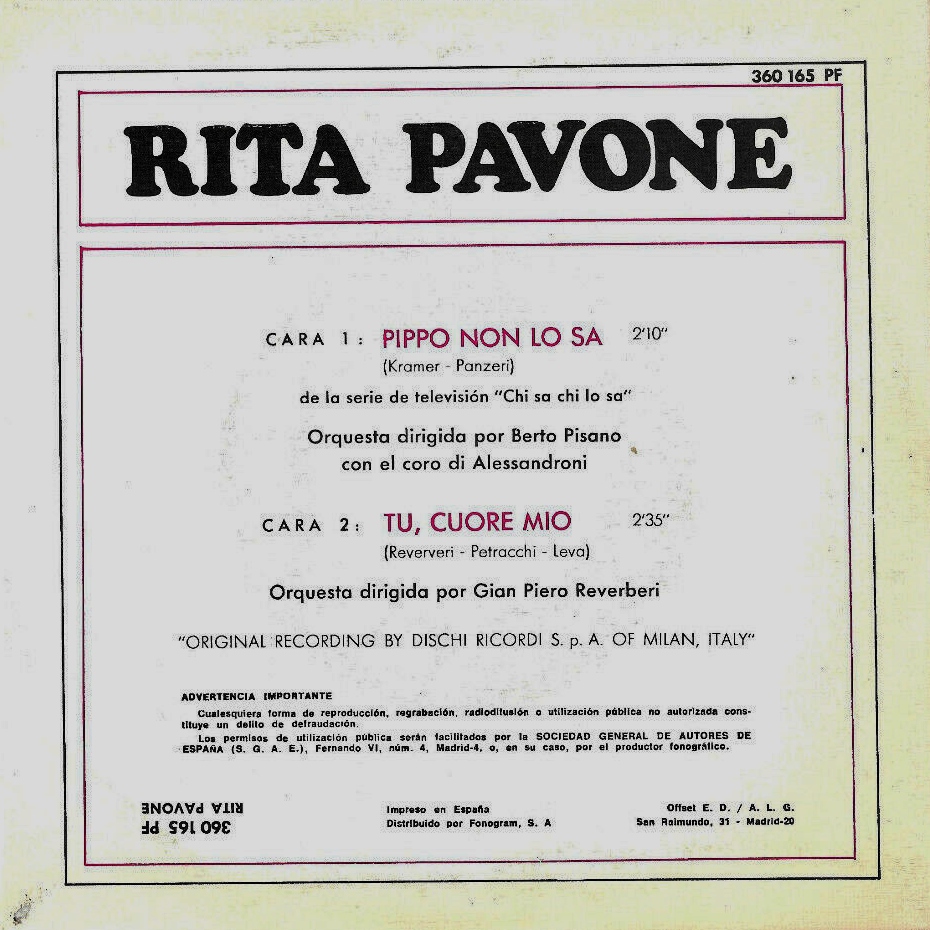 360 165 PF
RITA PAVONE
CARA 1: PIPPO NON LO SA 2'10"
(Kramer - Panzeri)
de la serie de televisión "Chi sa chi lo sa"
Orquesta dirigida por Berto Pisano
con el coro di Alessandroni
CARA 2: TU, CUORE MIO 2'35"
(Reververi - Petracchi - Leva)
Orquesta dirigida por Gian Piero Reverberi
"ORIGINAL RECORDING BY DISCHI RICORDI S. p. A. OF MILAN, ITALY"
ADVERTENCIA IMPORTANTE
Cualesquiera forma de reproducción, regrabación, radiodifusión o utilización pública no autorizada cons-
tituye un delito de defraudación.
Los permisos de utilización pública serán facilitados por la SOCIEDAD GENERAL DE AUTORES DE
ESPAÑA (S. G. A. E.), Fernando VI, núm. 4, Madrid-4, o, en su caso, por el productor fonográfico.
360 165 PF
RITA PAVONE
Impreso en España
Distribuido por Fonogram, S. A
Offset E. D. / A. L. G.
San Raimundo, 31 - Madrid-20